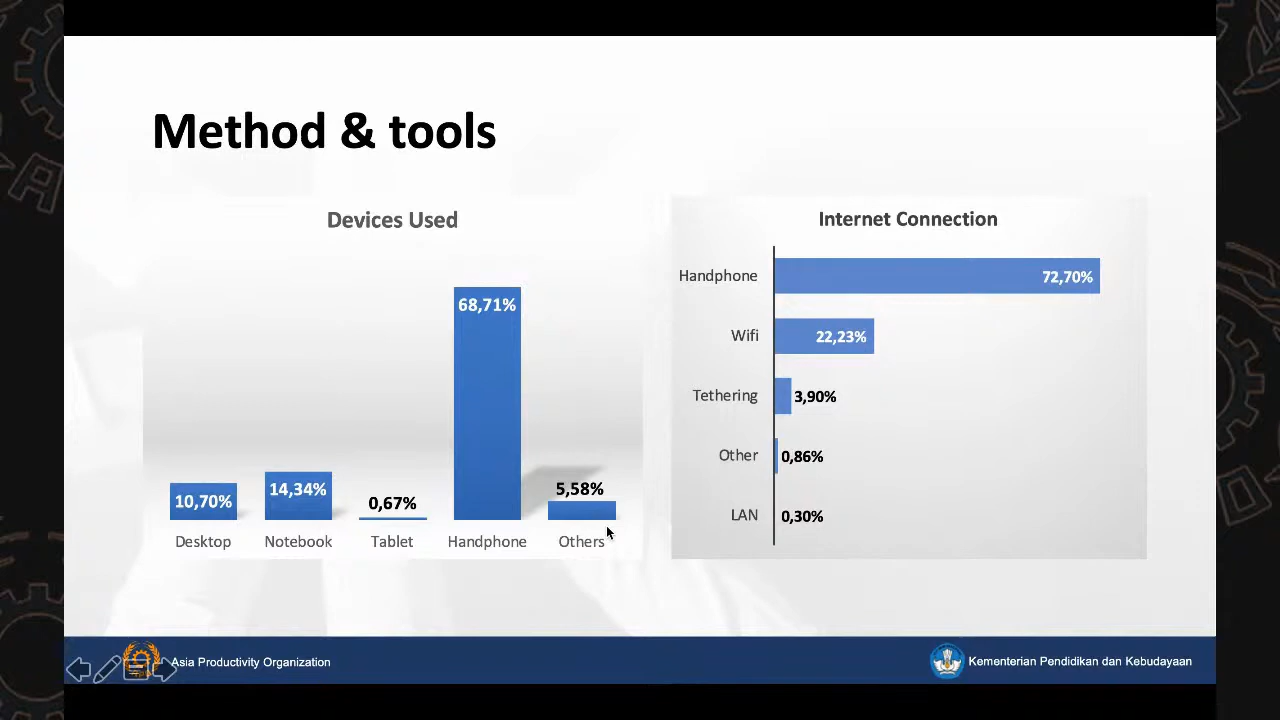 Method & tools
Devices Used
68,71%
14,34%
10,70%
0,67%
5,58%
Desktop
Notebook
Tablet
Handphone
Others
Internet Connection
Handphone
72,70%
Wifi
22,23%
Tethering
3,90%
Other
0,86%
LAN
0,30%
Asia Productivity Organization
Kementerian Pendidikan dan Kebudayaan